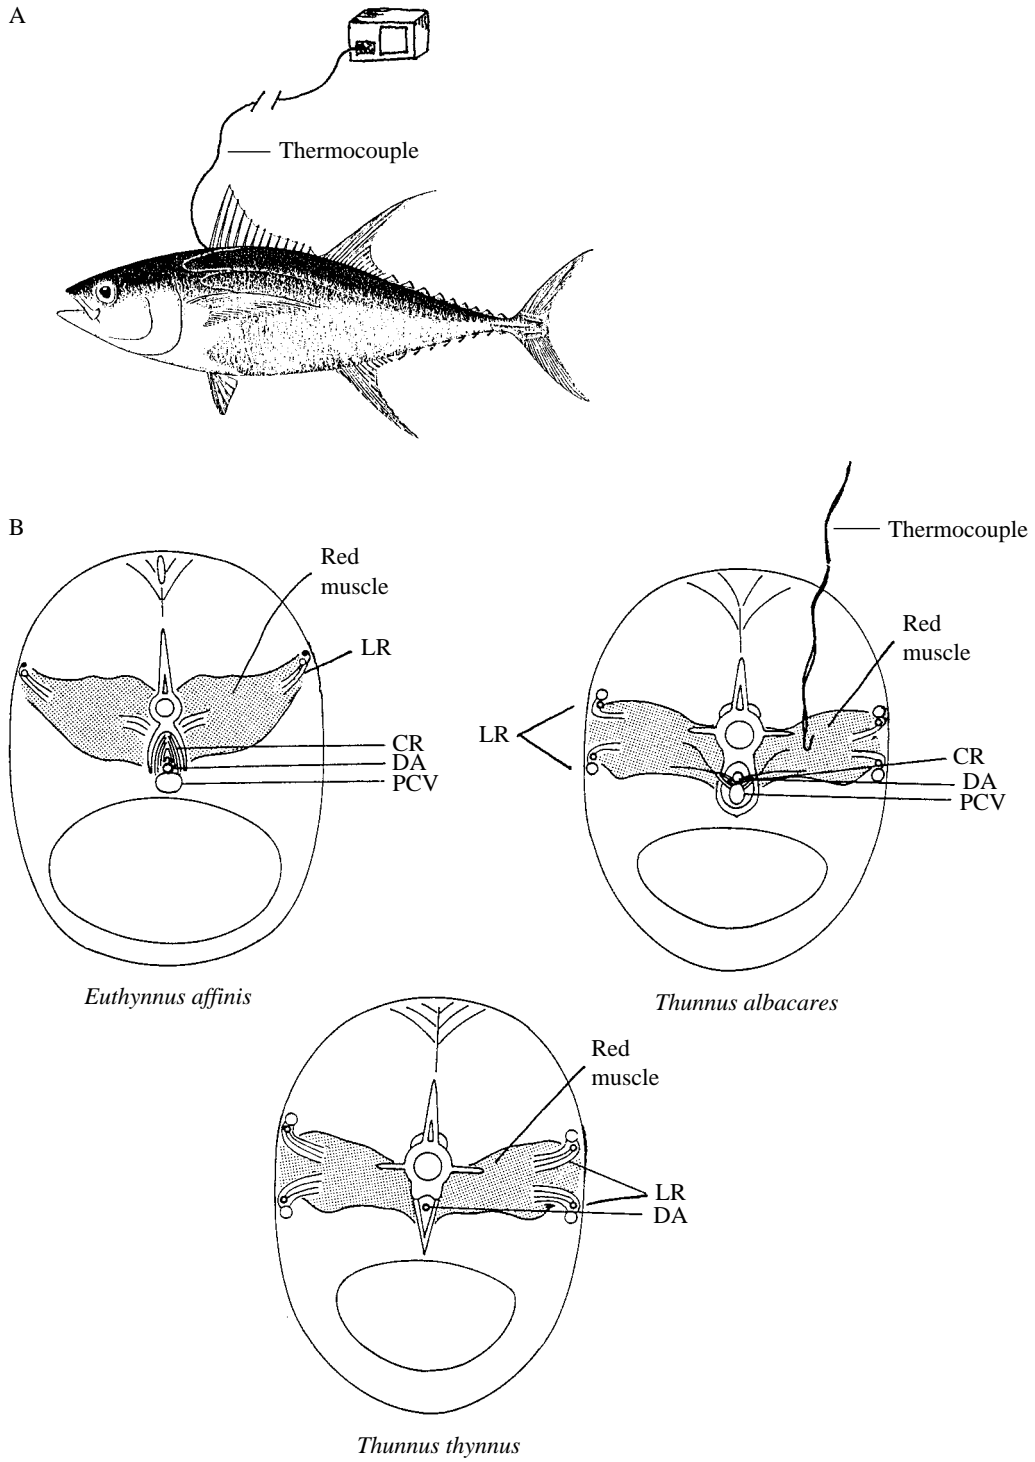 A
Thermocouple
B
Red
muscle
LR
CR
DA
PCV
Euthynnus affinis
Thermocouple
Red
muscle
LR
CR
DA
PCV
Thunnus albacares
Red
muscle
LR
DA
Thunnus thynnus